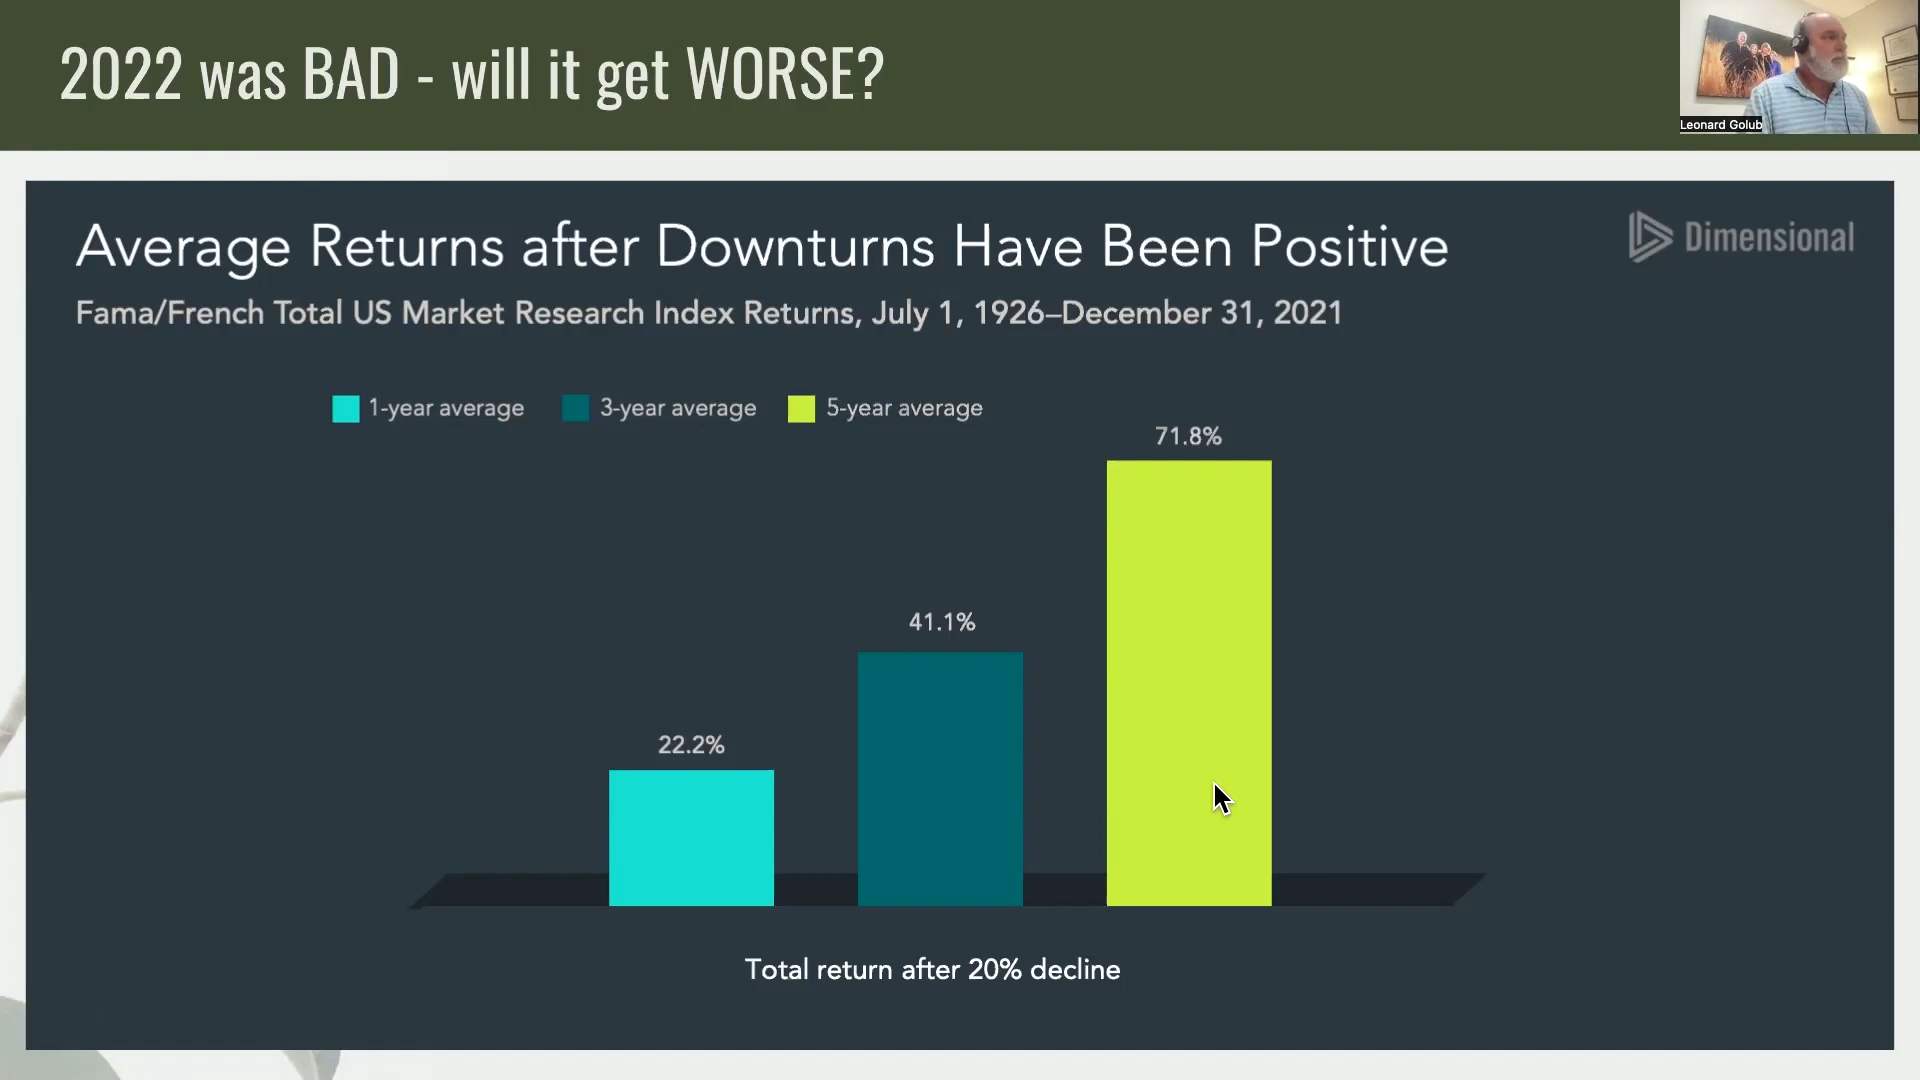 2022 was BAD - will it get WORSE?
Leonard Golub
Average Returns after Downturns Have Been Positive
Dimensional
Fama/French Total US Market Research Index Returns, July 1, 1926–December 31, 2021
1-year average 3-year average 5-year average
71.8%
41.1%
22.2%
Total return after 20% decline